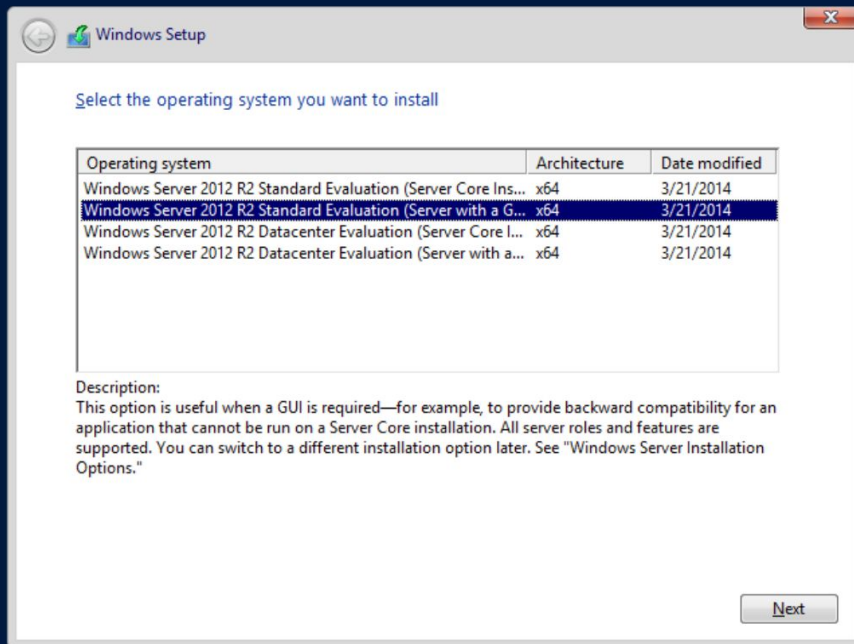 Windows Setup
Select the operating system you want to install
Operating system Architecture Date modified
Windows Server 2012 R2 Standard Evaluation (Server Core Ins... x64 3/21/2014
Windows Server 2012 R2 Standard Evaluation (Server with a G... x64 3/21/2014
Windows Server 2012 R2 Datacenter Evaluation (Server Core I... x64 3/21/2014
Windows Server 2012 R2 Datacenter Evaluation (Server with a... x64 3/21/2014
Description:
This option is useful when a GUI is required—for example, to provide backward compatibility for an
application that cannot be run on a Server Core installation. All server roles and features are
supported. You can switch to a different installation option later. See "Windows Server Installation
Options."
Next